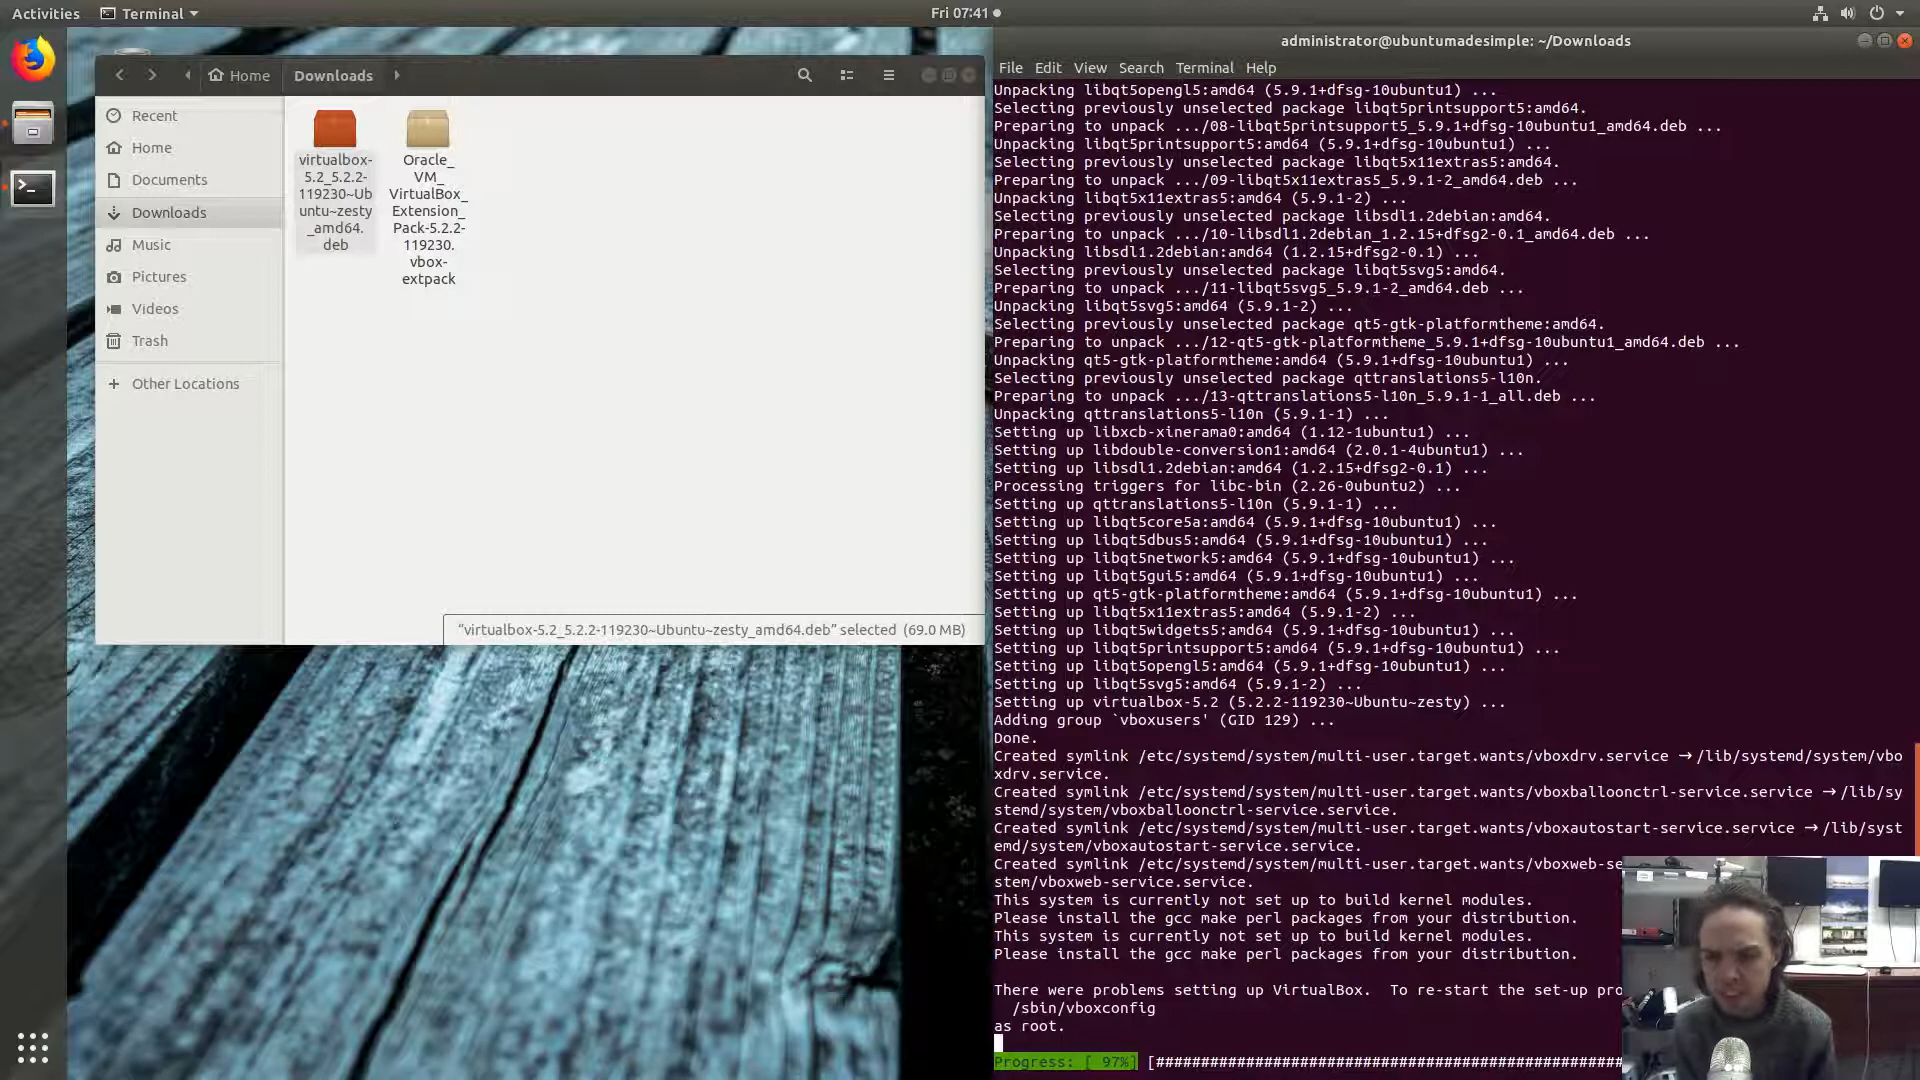 Activities
Terminal
Fri 07:41
Home
Downloads
Recent
Home
Documents
Downloads
Music
Pictures
Videos
Trash
+ Other Locations
virtualbox-
5.2_5.2.2-
119230~Ub
untu~zesty
_amd64.
deb
Oracle_
VM_
VirtualBox_
Extension_
Pack-5.2.2-
119230.
vbox-
extpack
“virtualbox-5.2_5.2.2-119230~Ubuntu~zesty_amd64.deb” selected (69.0 MB)
administrator@ubuntumadesimple: ~/Downloads
File Edit View Search Terminal Help
Unpacking libqt5opengl5:amd64 (5.9.1+dfsg-10ubuntu1) ...
Selecting previously unselected package libqt5printsupport5:amd64.
Preparing to unpack .../08-libqt5printsupport5_5.9.1+dfsg-10ubuntu1_amd64.deb ...
Unpacking libqt5printsupport5:amd64 (5.9.1+dfsg-10ubuntu1) ...
Selecting previously unselected package libqt5x11extras5:amd64.
Preparing to unpack .../09-libqt5x11extras5_5.9.1-2_amd64.deb ...
Unpacking libqt5x11extras5:amd64 (5.9.1-2) ...
Selecting previously unselected package libsdl1.2debian:amd64.
Preparing to unpack .../10-libsdl1.2debian_1.2.15+dfsg2-0.1_amd64.deb ...
Unpacking libsdl1.2debian:amd64 (1.2.15+dfsg2-0.1) ...
Selecting previously unselected package libqt5svg5:amd64.
Preparing to unpack .../11-libqt5svg5_5.9.1-2_amd64.deb ...
Unpacking libqt5svg5:amd64 (5.9.1-2) ...
Selecting previously unselected package qt5-gtk-platformtheme:amd64.
Preparing to unpack .../12-qt5-gtk-platformtheme_5.9.1+dfsg-10ubuntu1_amd64.deb ...
Unpacking qt5-gtk-platformtheme:amd64 (5.9.1+dfsg-10ubuntu1) ...
Selecting previously unselected package qttranslations5-l10n.
Preparing to unpack .../13-qttranslations5-l10n_5.9.1-1_all.deb ...
Unpacking qttranslations5-l10n (5.9.1-1) ...
Setting up libxcb-xinerama0:amd64 (1.12-1ubuntu1) ...
Setting up libdouble-conversion1:amd64 (2.0.1-4ubuntu1) ...
Setting up libsdl1.2debian:amd64 (1.2.15+dfsg2-0.1) ...
Processing triggers for libc-bin (2.26-0ubuntu2) ...
Setting up qttranslations5-l10n (5.9.1-1) ...
Setting up libqt5core5a:amd64 (5.9.1+dfsg-10ubuntu1) ...
Setting up libqt5dbus5:amd64 (5.9.1+dfsg-10ubuntu1) ...
Setting up libqt5network5:amd64 (5.9.1+dfsg-10ubuntu1) ...
Setting up libqt5gui5:amd64 (5.9.1+dfsg-10ubuntu1) ...
Setting up qt5-gtk-platformtheme:amd64 (5.9.1+dfsg-10ubuntu1) ...
Setting up libqt5x11extras5:amd64 (5.9.1-2) ...
Setting up libqt5widgets5:amd64 (5.9.1+dfsg-10ubuntu1) ...
Setting up libqt5printsupport5:amd64 (5.9.1+dfsg-10ubuntu1) ...
Setting up libqt5opengl5:amd64 (5.9.1+dfsg-10ubuntu1) ...
Setting up libqt5svg5:amd64 (5.9.1-2) ...
Setting up virtualbox-5.2 (5.2.2-119230~Ubuntu~zesty) ...
Adding group `vboxusers' (GID 129) ...
Done.
Created symlink /etc/systemd/system/multi-user.target.wants/vboxdrv.service → /lib/systemd/system/vbo
xdrv.service.
Created symlink /etc/systemd/system/multi-user.target.wants/vboxballoonctrl-service.service → /lib/sy
stemd/system/vboxballoonctrl-service.service.
Created symlink /etc/systemd/system/multi-user.target.wants/vboxautostart-service.service → /lib/syst
emd/system/vboxautostart-service.service.
Created symlink /etc/systemd/system/multi-user.target.wants/vboxweb-se
stem/vboxweb-service.service.
This system is currently not set up to build kernel modules.
Please install the gcc make perl packages from your distribution.
This system is currently not set up to build kernel modules.
Please install the gcc make perl packages from your distribution.
There were problems setting up VirtualBox. To re-start the set-up pro
/sbin/vboxconfig
as root.
Progress: [ 97%] [####################################################